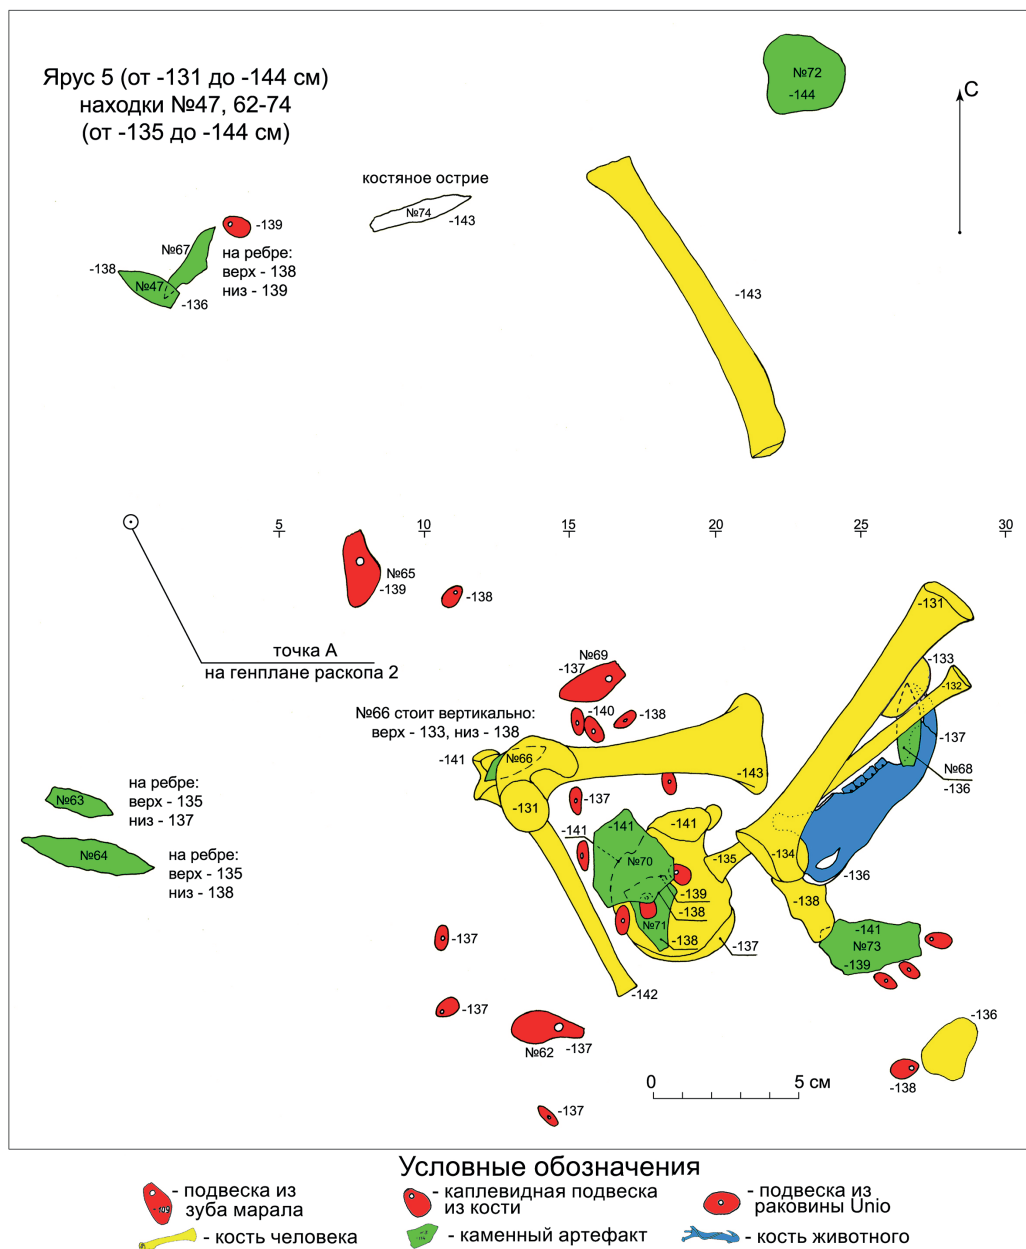 Ярус 5 (от -131 до -144 см)
находки №47, 62-74
(от -135 до -144 см)
№72
-144
С
костяное острие
№74
-143
-139
№67
на ребре:
верх - 138
низ - 139
-138
№47
-136
-143
5
10
15
20
25
30
№65
-139
-138
точка А
на генплане раскопа 2
№69
-137
-140
-138
№66 стоит вертикально:
верх - 133, низ - 138
-141
№66
-131
-143
-131
-133
-132
-137
№68
-136
№63
на ребре:
верх - 135
низ - 137
№64
на ребре:
верх - 135
низ - 138
-137
-141
-141
-141
№70
-135
-134
-136
-139
-138
-138
№71
-138
-137
-141
№73
-139
-137
-142
-137
№62
-137
-136
-138
-137
0
5 см
Условные обозначения
- подвеска из
зуба марала
- каплевидная подвеска
из кости
- подвеска из
раковины Unio
- кость человека
- каменный артефакт
- кость животного